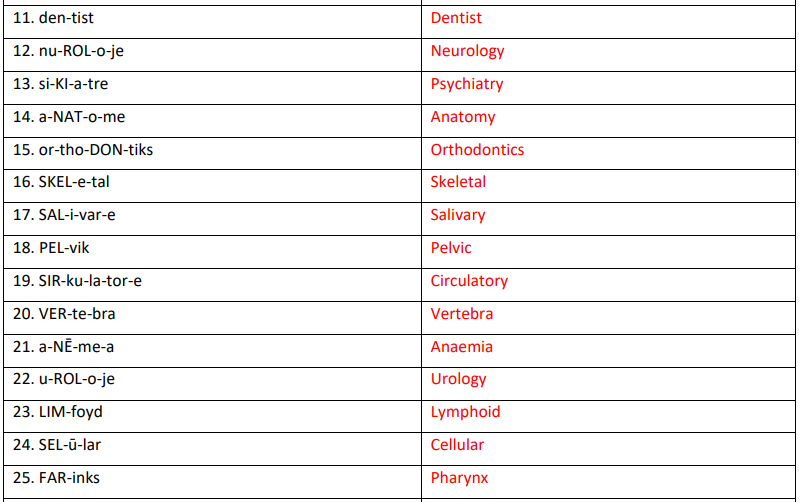 11. den-tist Dentist
12. nu-ROL-o-je Neurology
13. si-KI-a-tre Psychiatry
14. a-NAT-o-me Anatomy
15. or-tho-DON-tiks Orthodontics
16. SKEL-e-tal Skeletal
17. SAL-i-var-e Salivary
18. PEL-vik Pelvic
19. SIR-ku-la-tor-e Circulatory
20. VER-te-bra Vertebra
21. a-NĒ-me-a Anaemia
22. u-ROL-o-je Urology
23. LIM-foyd Lymphoid
24. SEL-ū-lar Cellular
25. FAR-inks Pharynx